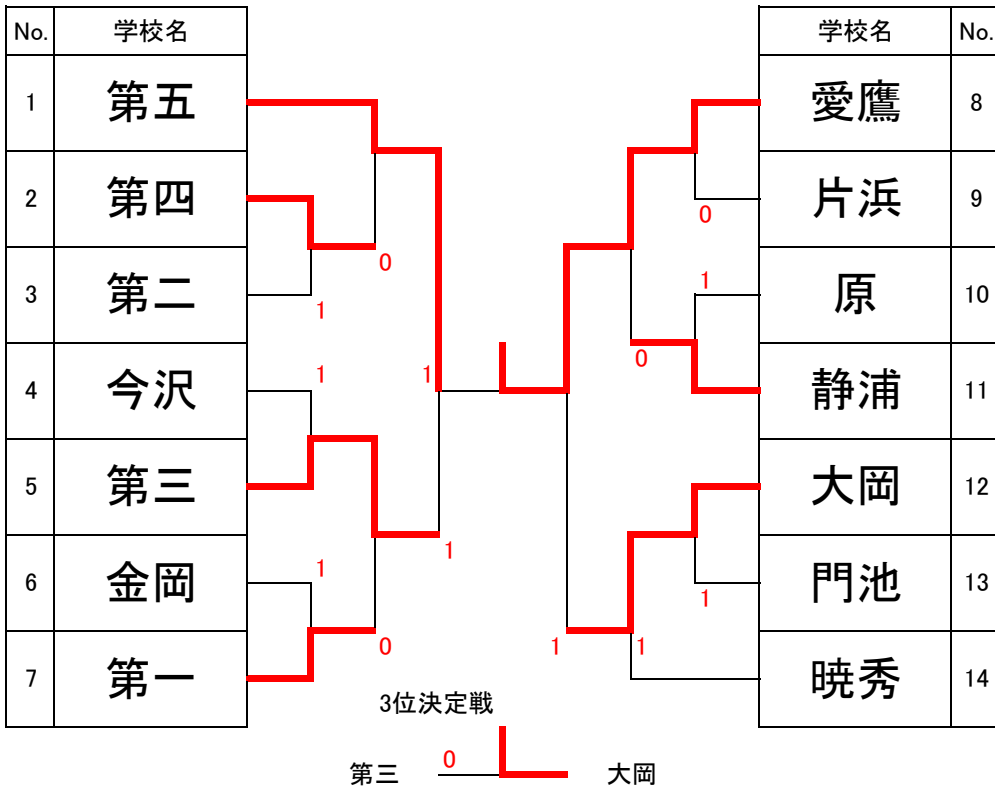 No. 学校名 学校名 No.
1 第五 愛鷹 8
2 第四 0 片浜 9
0
3 第二 1 1 原 10
0
4 今沢 1 1 静浦 11
5 第三 大岡 12
1
6 金岡 1 1 門池 13
0 1 1
7 第一 暁秀 14
3位決定戦
第三 0 大岡